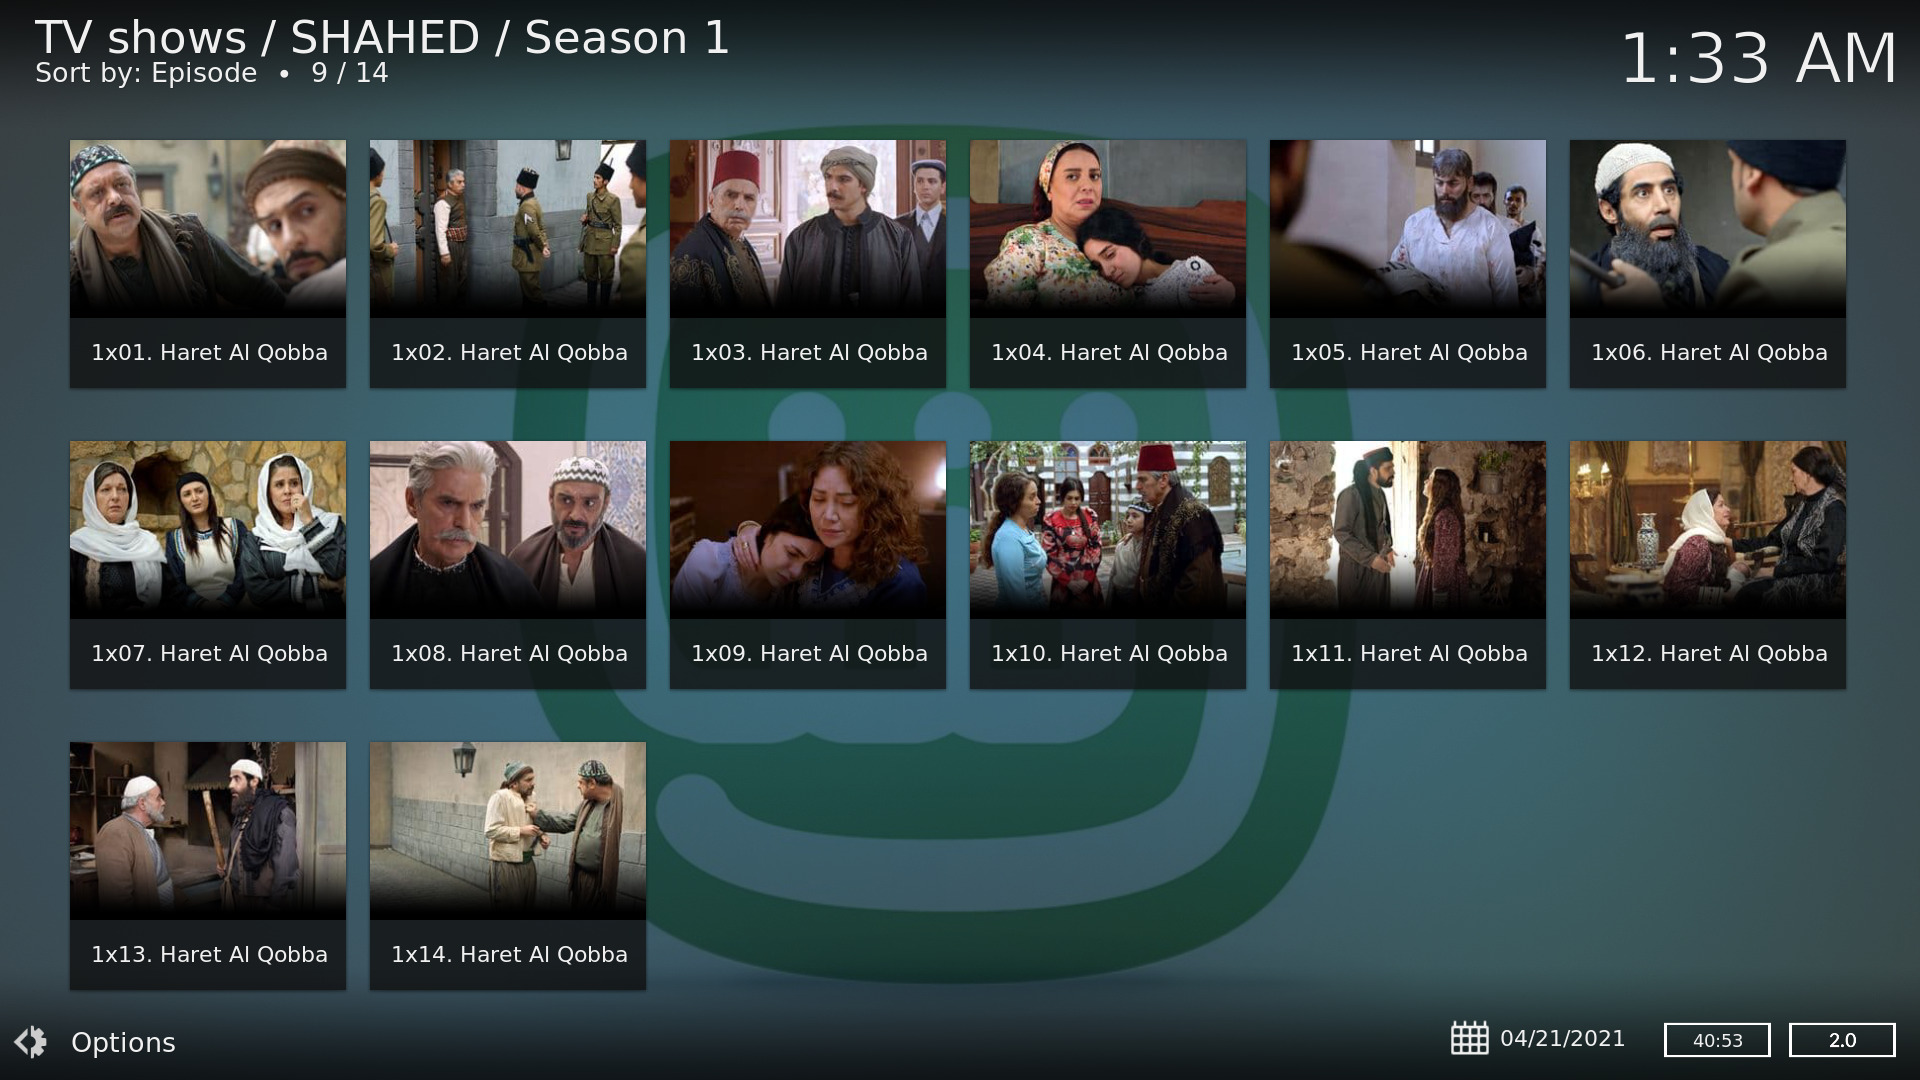 TV shows / SHAHED / Season 1
Sort by: Episode • 9 / 14
1:33 AM
1x01. Haret Al Qobba
1x02. Haret Al Qobba
1x03. Haret Al Qobba
1x04. Haret Al Qobba
1x05. Haret Al Qobba
1x06. Haret Al Qobba
1x07. Haret Al Qobba
1x08. Haret Al Qobba
1x09. Haret Al Qobba
1x10. Haret Al Qobba
1x11. Haret Al Qobba
1x12. Haret Al Qobba
1x13. Haret Al Qobba
1x14. Haret Al Qobba
Options
04/21/2021
40:53
2.0